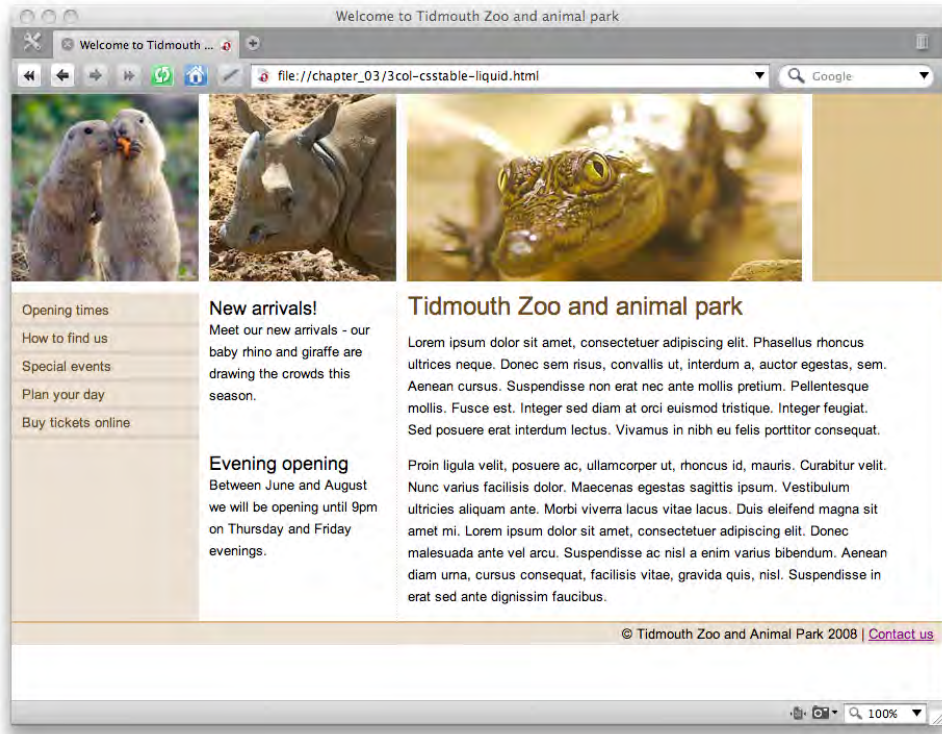 Welcome to Tidmouth Zoo and animal park
Welcome to Tidmouth ...
file://chapter_03/3col-csstable-liquid.html
Google
Opening times
How to find us
Special events
Plan your day
Buy tickets online
New arrivals!
Meet our new arrivals - our
baby rhino and giraffe are
drawing the crowds this
season.
Evening opening
Between June and August
we will be opening until 9pm
on Thursday and Friday
evenings.
Tidmouth Zoo and animal park
Lorem ipsum dolor sit amet, consectetuer adipiscing elit. Phasellus rhoncus
ultrices neque. Donec sem risus, convallis ut, interdum a, auctor egestas, sem.
Aenean cursus. Suspendisse non erat nec ante mollis pretium. Pellentesque
mollis. Fusce est. Integer sed diam at orci euismod tristique. Integer feugiat.
Sed posuere erat interdum lectus. Vivamus in nibh eu felis porttitor consequat.
Proin ligula velit, posuere ac, ullamcorper ut, rhoncus id, mauris. Curabitur velit.
Nunc varius facilisis dolor. Maecenas egestas sagittis ipsum. Vestibulum
ultricies aliquam ante. Morbi viverra lacus vitae lacus. Duis eleifend magna sit
amet mi. Lorem ipsum dolor sit amet, consectetuer adipiscing elit. Donec
malesuada ante vel arcu. Suspendisse ac nisl a enim varius bibendum. Aenean
diam urna, cursus consequat, facilisis vitae, gravida quis, nisl. Suspendisse in
erat sed ante dignissim faucibus.
© Tidmouth Zoo and Animal Park 2008 | Contact us
100%